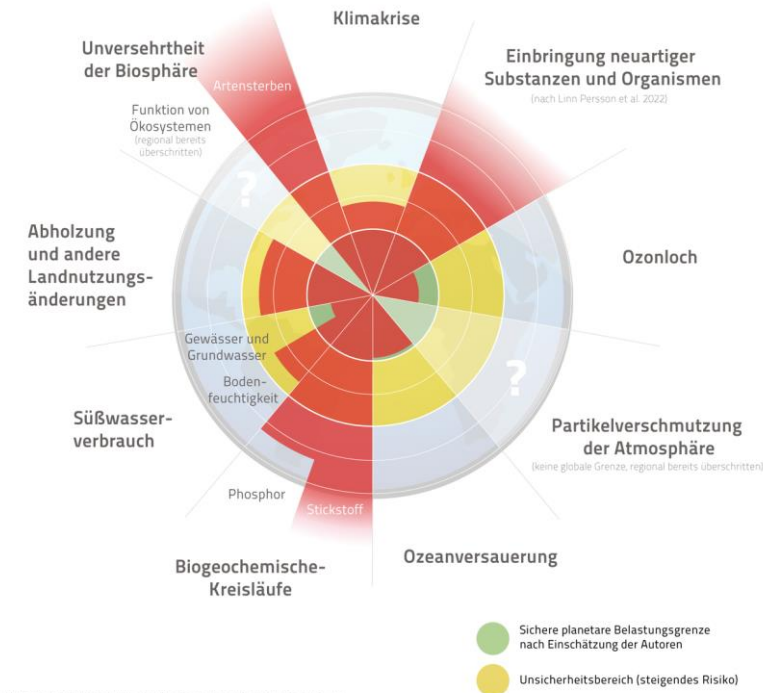 Klimakrise
Unversehrtheit
der Biosphäre
Artensterben
Funktion von
Ökosystemen
(regional bereits
überschritten)
?
Einbringung neuartiger
Substanzen und Organismen
(nach Linn Persson et al. 2022)
Abholzung
und andere
Landnutzungs-
änderungen
Ozonloch
Gewässer und
Grundwasser
Boden-
feuchtigkeit
?
Süßwasser-
verbrauch
Partikelverschmutzung
der Atmosphäre
(keine globale Grenze, regional bereits überschritten)
Phosphor
Stickstoff
Biogeochemische-
Kreisläufe
Ozeanversauerung
Sichere planetare Belastungsgrenze
nach Einschätzung der Autoren
Unsicherheitsbereich (steigendes Risiko)